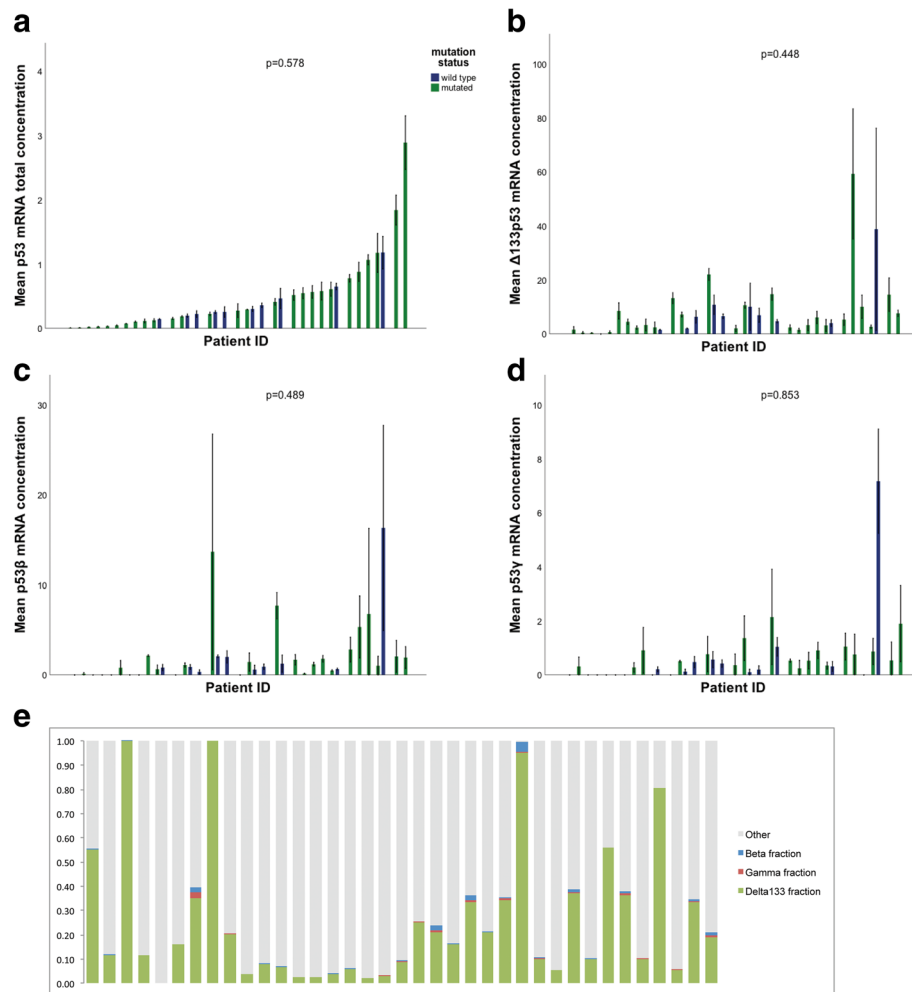 a
Mean p53 mRNA total concentration
4
3
2
1
0
p=0.578
mutation
status
wild type
mutated
Patient ID
b
Mean Δ133p53 mRNA concentration
100
80
60
40
20
0
p=0.448
Patient ID
c
Mean p53β mRNA concentration
30
20
10
0
p=0.489
Patient ID
d
Mean p53γ mRNA concentration
10
8
6
4
2
0
p=0.853
Patient ID
e
1.00
0.90
0.80
0.70
0.60
0.50
0.40
0.30
0.20
0.10
0.00
Other
Beta fraction
Gamma fraction
Delta133 fraction